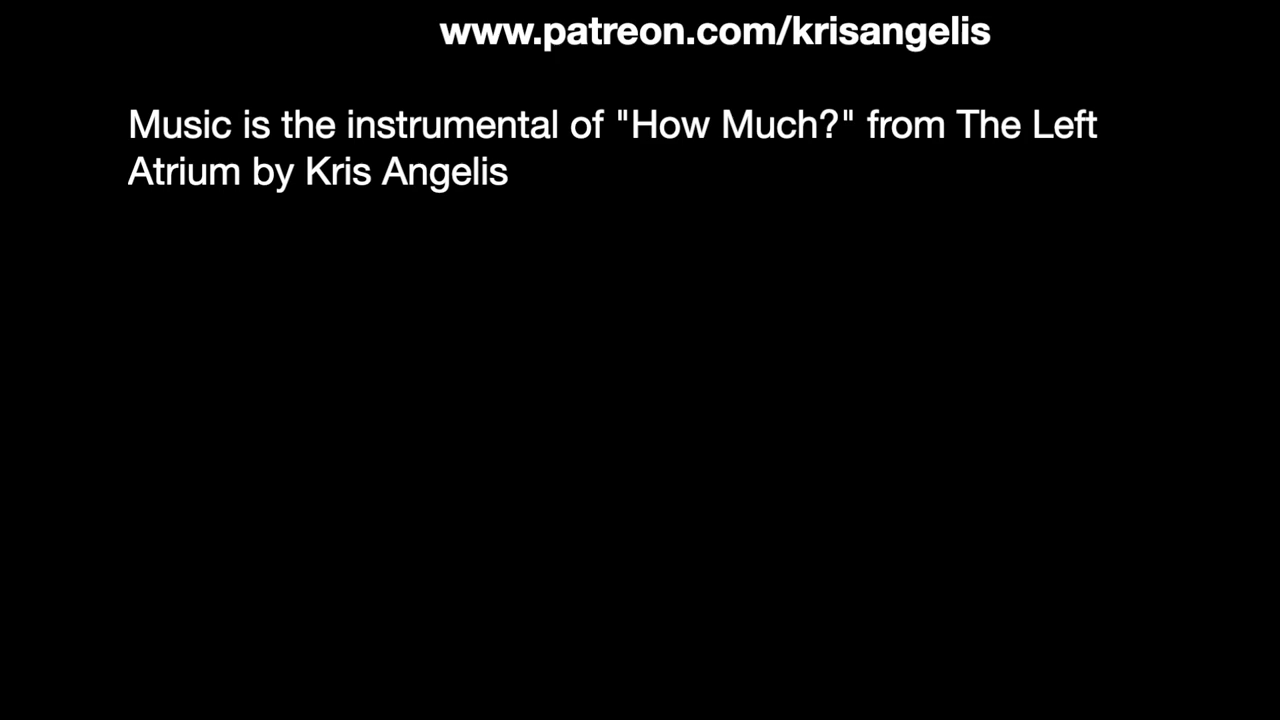 www.patreon.com/krisangelis
Music is the instrumental of "How Much?" from The Left
Atrium by Kris Angelis